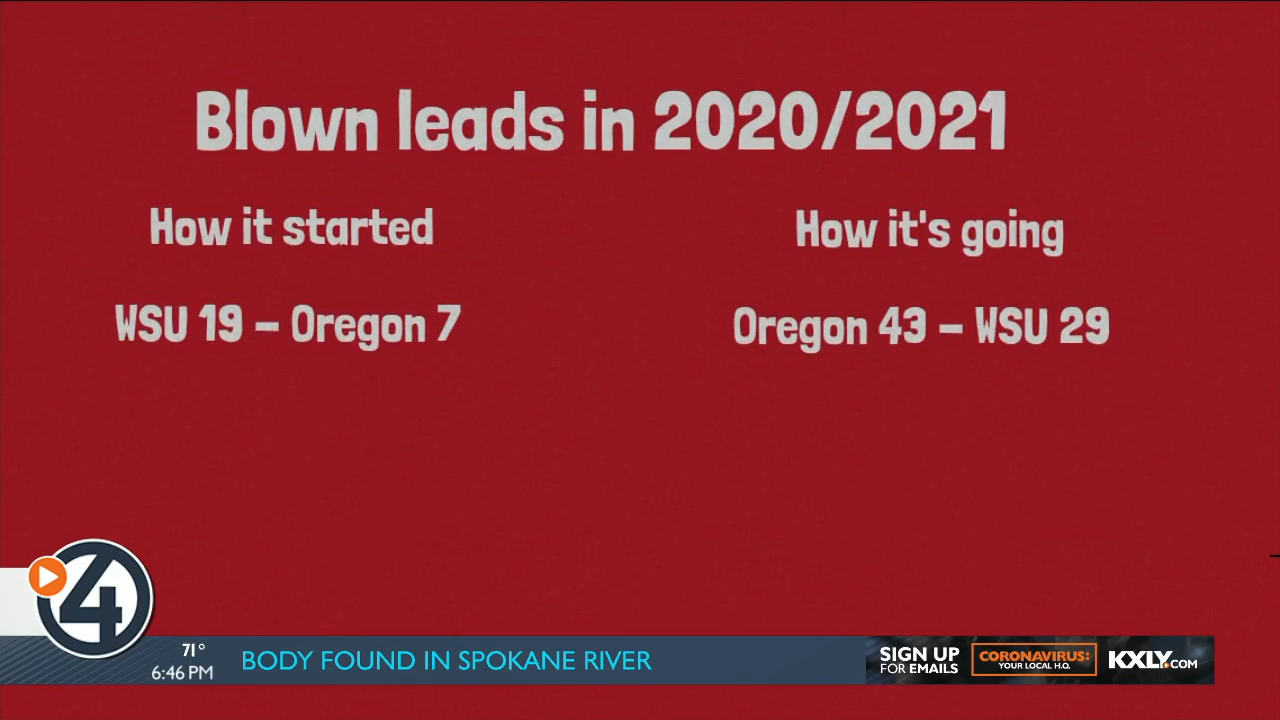 Blown leads in 2020/2021
How it started
How it's going
WSU 19 – Oregon 7
Oregon 43 – WSU 29
4
71°
6:46 PM
BODY FOUND IN SPOKANE RIVER
SIGN UP
FOR EMAILS
CORONAVIRUS:
YOUR LOCAL H.Q.
KXLY.COM